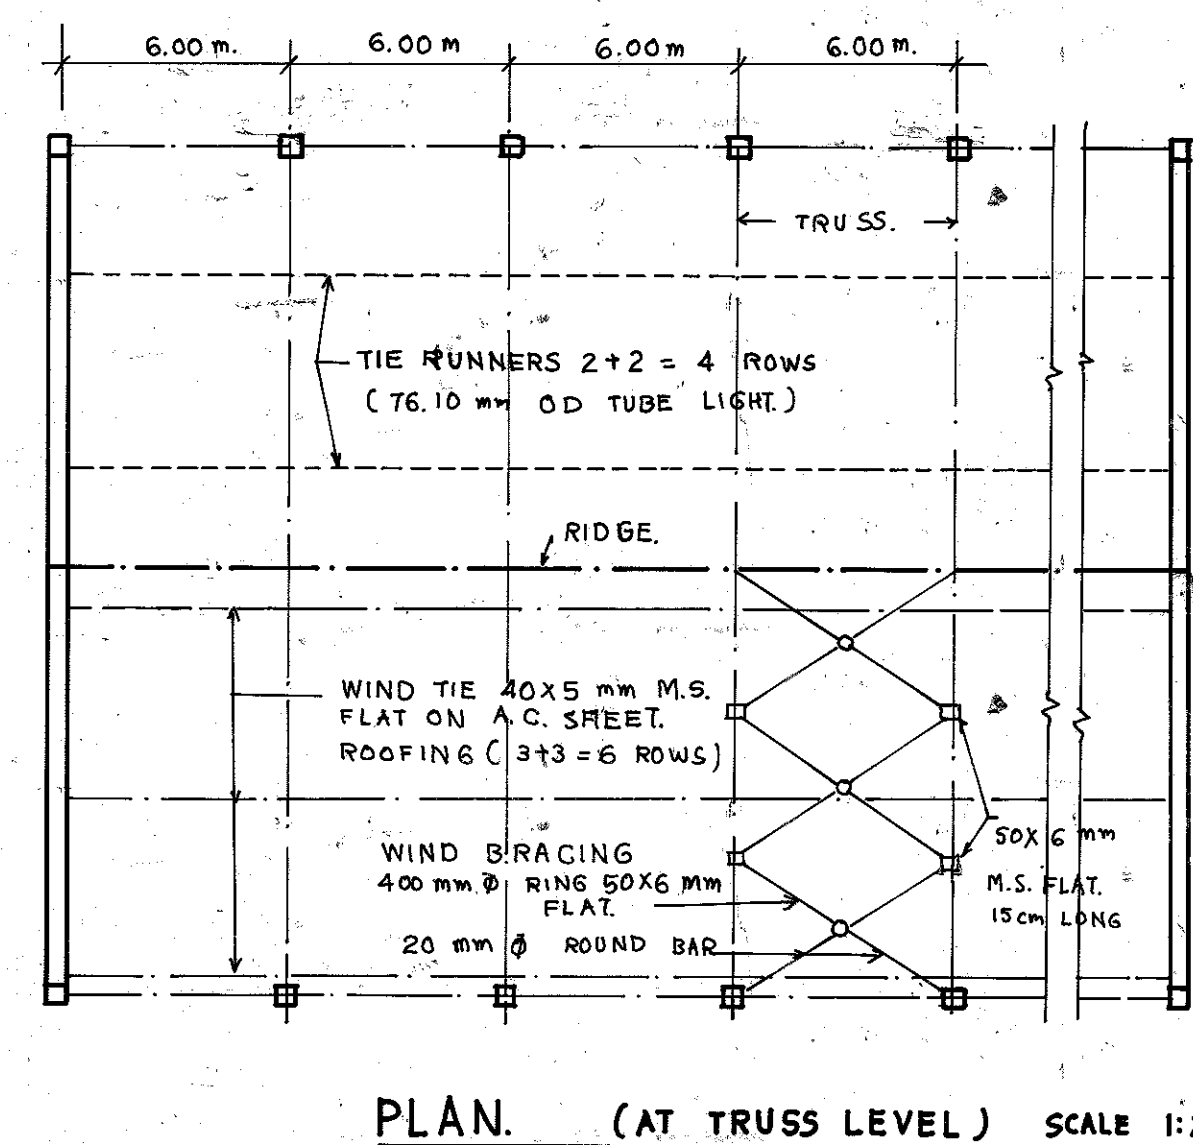 6.00 m. 6.00 m 6.00 m 6.00 m.
TRUSS.
TIE RUNNERS 2+2 = 4 ROWS
(76.10 mm OD TUBE LIGHT.)
RIDGE.
WIND TIE 40X5 mm M.S.
FLAT ON A.C. SHEET.
ROOFING (3+3=6 ROWS)
50X6 mm
M.S. FLAT.
15cm LONG
WIND BRACING
400 mm Φ RING 50X6 mm
FLAT.
20 mm Φ ROUND BAR
PLAN. (AT TRUSS LEVEL) SCALE 1: